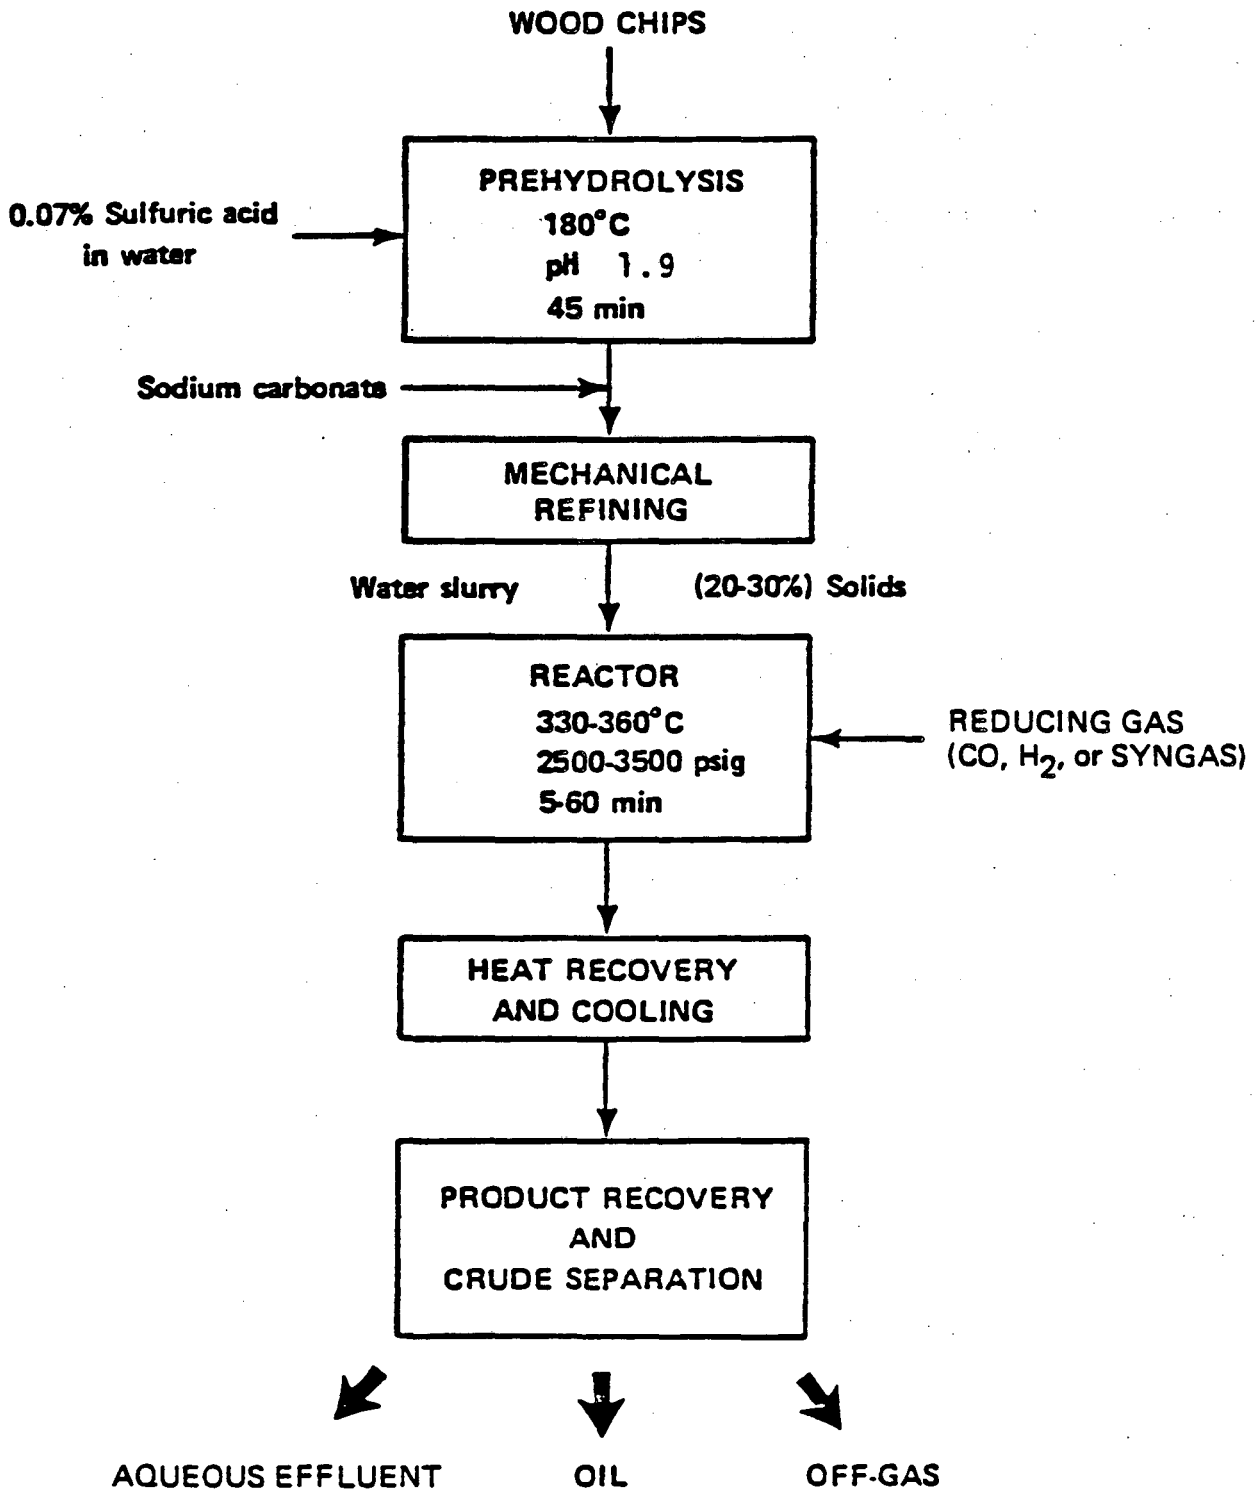 WOOD CHIPS
PREHYDROLYSIS
180°C
pH 1.9
45 min
0.07% Sulfuric acid
in water
Sodium carbonate
MECHANICAL
REFINING
Water slurry (20-30%) Solids
REACTOR
330-360°C
2500-3500 psig
5-60 min
REDUCING GAS
(CO, H2, or SYNGAS)
HEAT RECOVERY
AND COOLING
PRODUCT RECOVERY
AND
CRUDE SEPARATION
AQUEOUS EFFLUENT OIL OFF-GAS